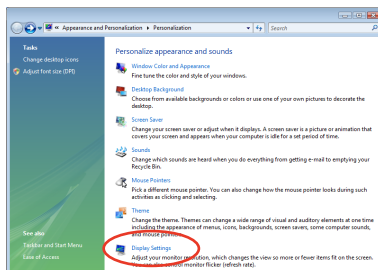 « Appearance and Personalization ▸ Personalization
Search
Tasks
Change desktop icons
Adjust font size (DPI)
See also
Taskbar and Start Menu
Ease of Access
Personalize appearance and sounds
Window Color and Appearance
Fine tune the color and style of your windows.
Desktop Background
Choose from available backgrounds or colors or use one of your own pictures to decorate the
desktop.
Screen Saver
Change your screen saver or adjust when it displays. A screen saver is a picture or animation that
covers your screen and appears when your computer is idle for a set period of time.
Sounds
Change which sounds are heard when you do everything from getting e-mail to emptying your
Recycle Bin.
Mouse Pointers
Pick a different mouse pointer. You can also change how the mouse pointer looks during such
activities as clicking and selecting.
Theme
Change the theme. Themes can change a wide range of visual and auditory elements at one time
including the appearance of menus, icons, backgrounds, screen savers, some computer sounds,
and mouse pointers.
Display Settings
Adjust your monitor resolution, which changes the view so more or fewer items fit on the screen.
You can also control monitor flicker (refresh rate).